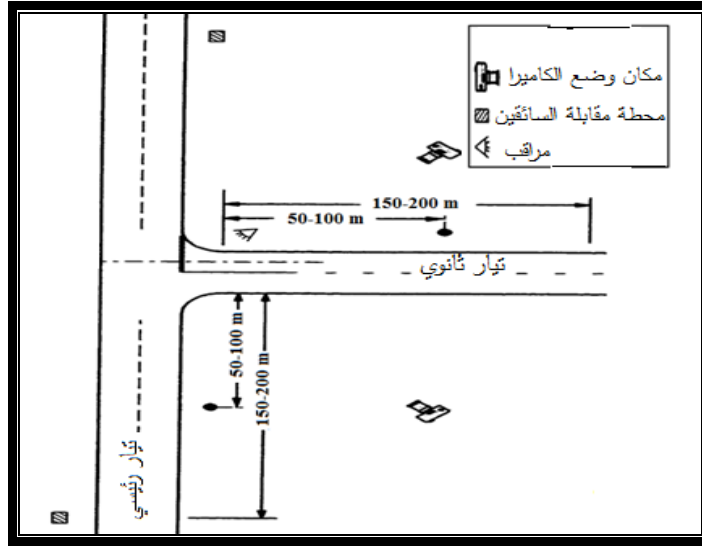 مكان وضع الكاميرا
محطة مقابلة السائقين
مراقب
150-200 m
50-100 m
تيار ثانوي
50-100 m
150-200 m
تيار رئيسي